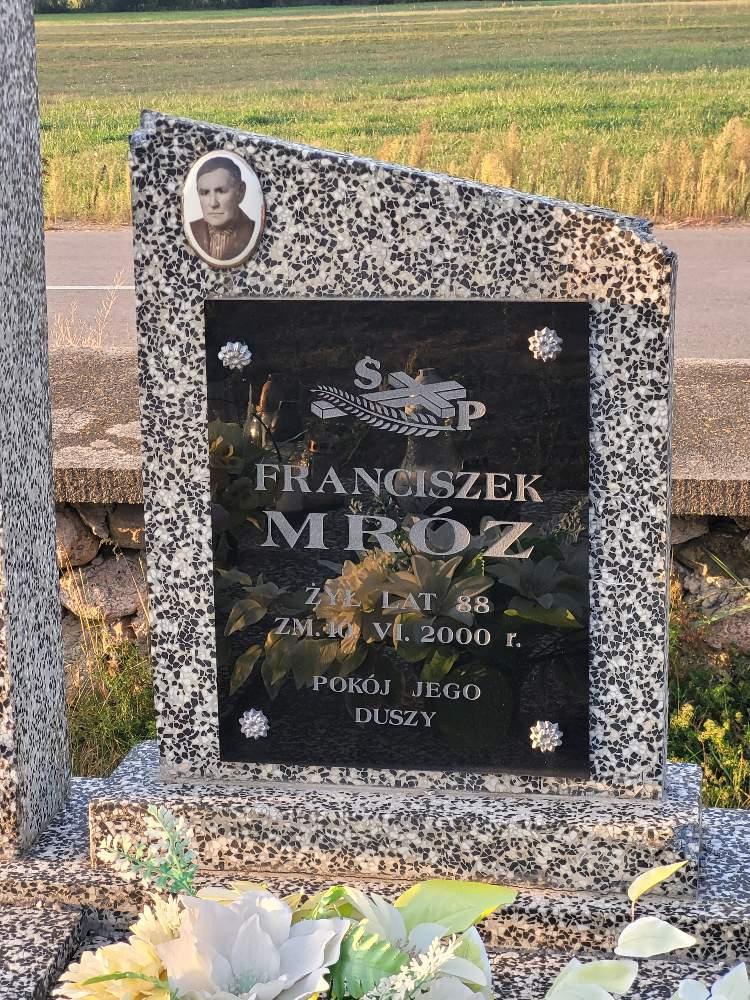 Ś P
FRANCISZEK
MRÓZ
ŻYŁ LAT 88
ZM. 10. VI. 2000 r.
POKÓJ JEGO
DUSZY